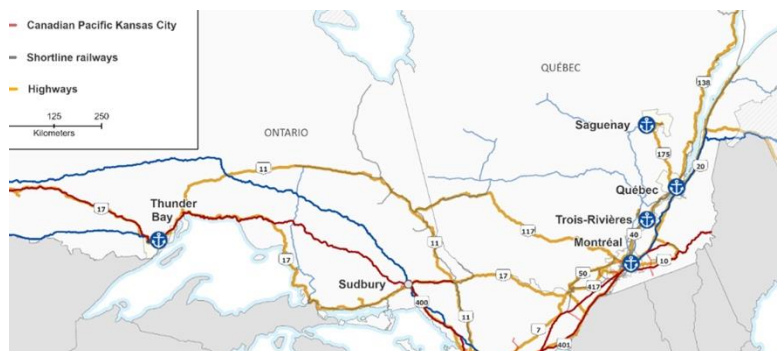 Canadian Pacific Kansas City
Shortline railways
Highways
125
250
Kilometers
ONTARIO
QUÉBEC
138
Saguenay
175
20
Québec
11
17
Thunder
Bay
Trois-Rivières
117
40
Montréal
11
10
17
50
17
Sudbury
417
400
11
7
401